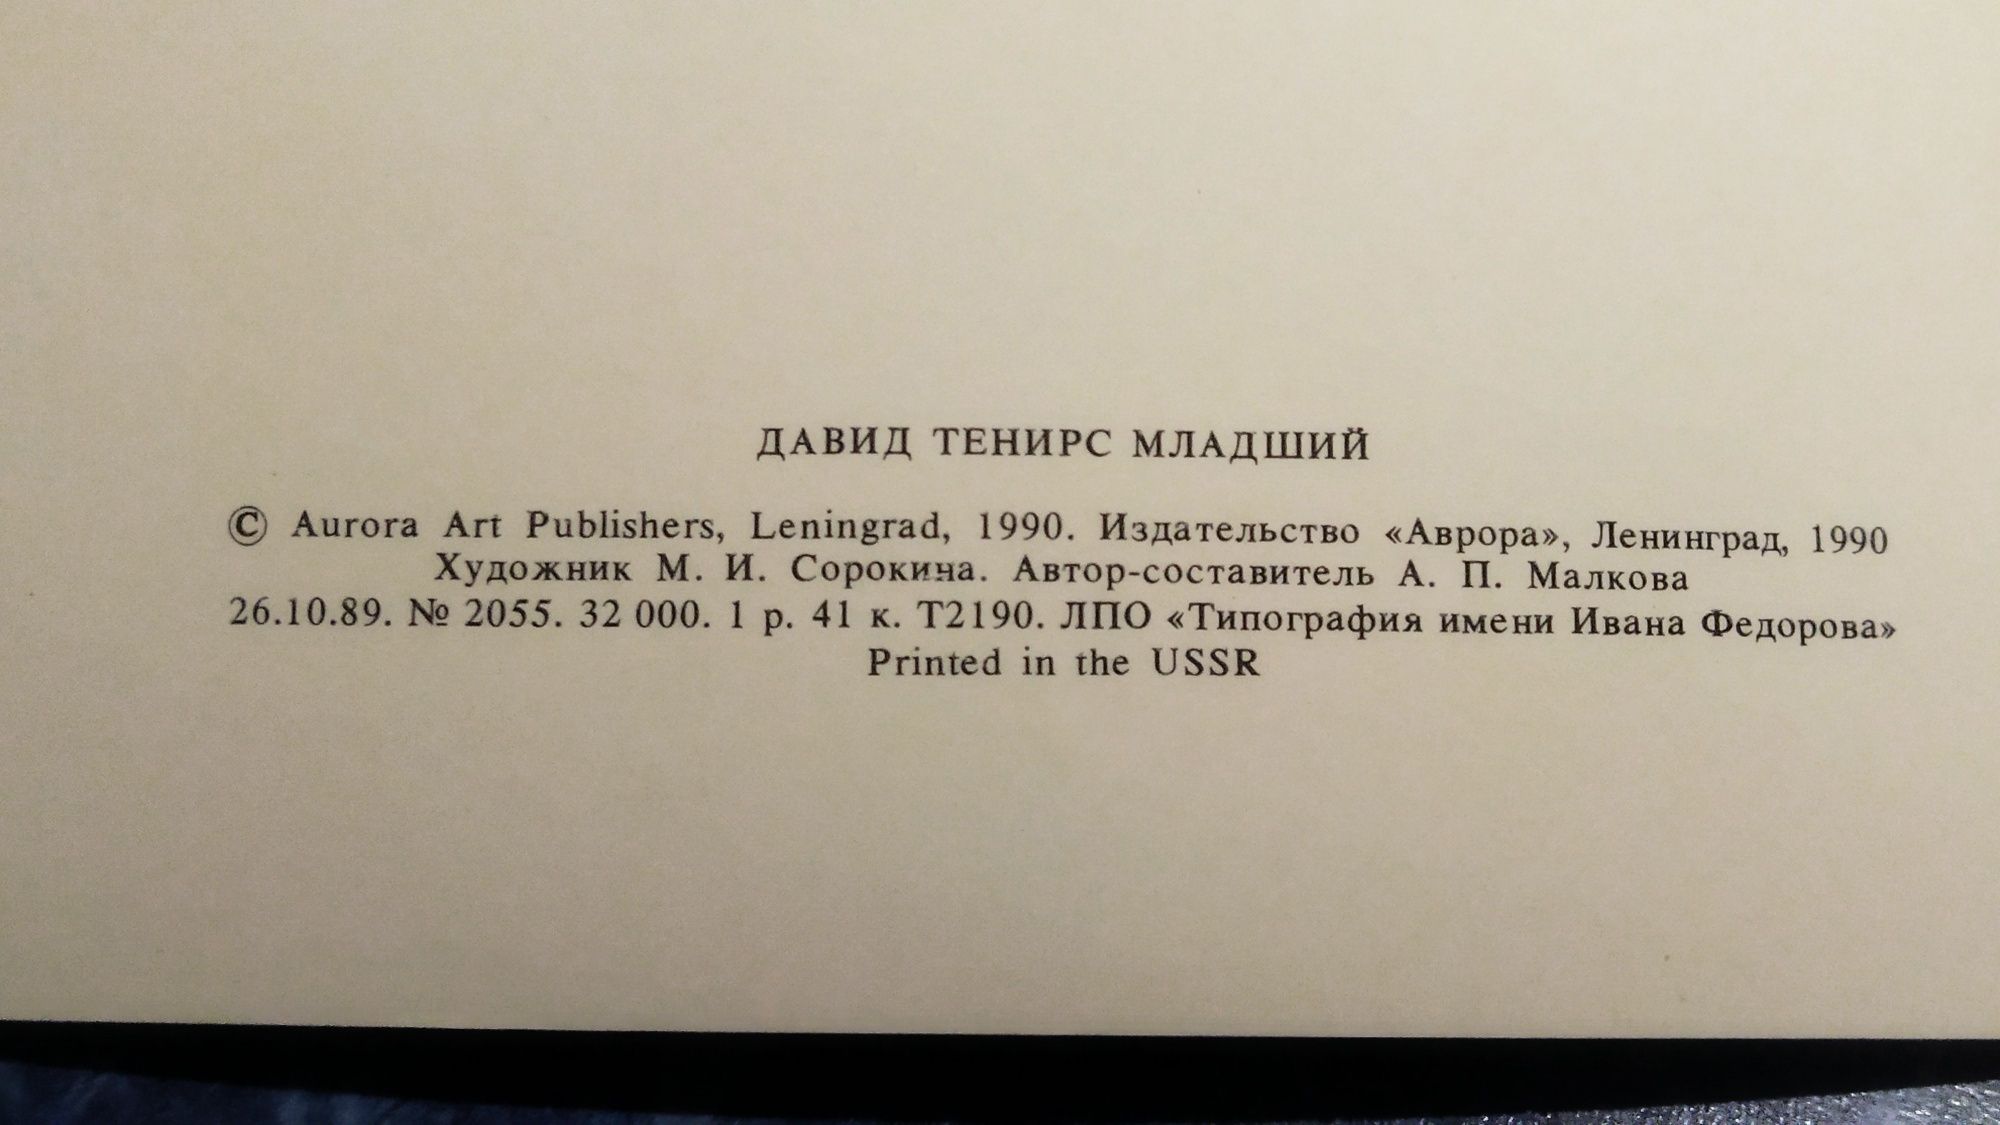 ДАВИД ТЕНИРС МЛАДШИЙ
© Aurora Art Publishers, Leningrad, 1990. Издательство «Аврора», Ленинград, 1990
Художник М. И. Сорокина. Автор-составитель А. П. Малкова
26.10.89. № 2055. 32 000. 1 р. 41 к. Т2190. ЛПО «Типография имени Ивана Федорова»
Printed in the USSR